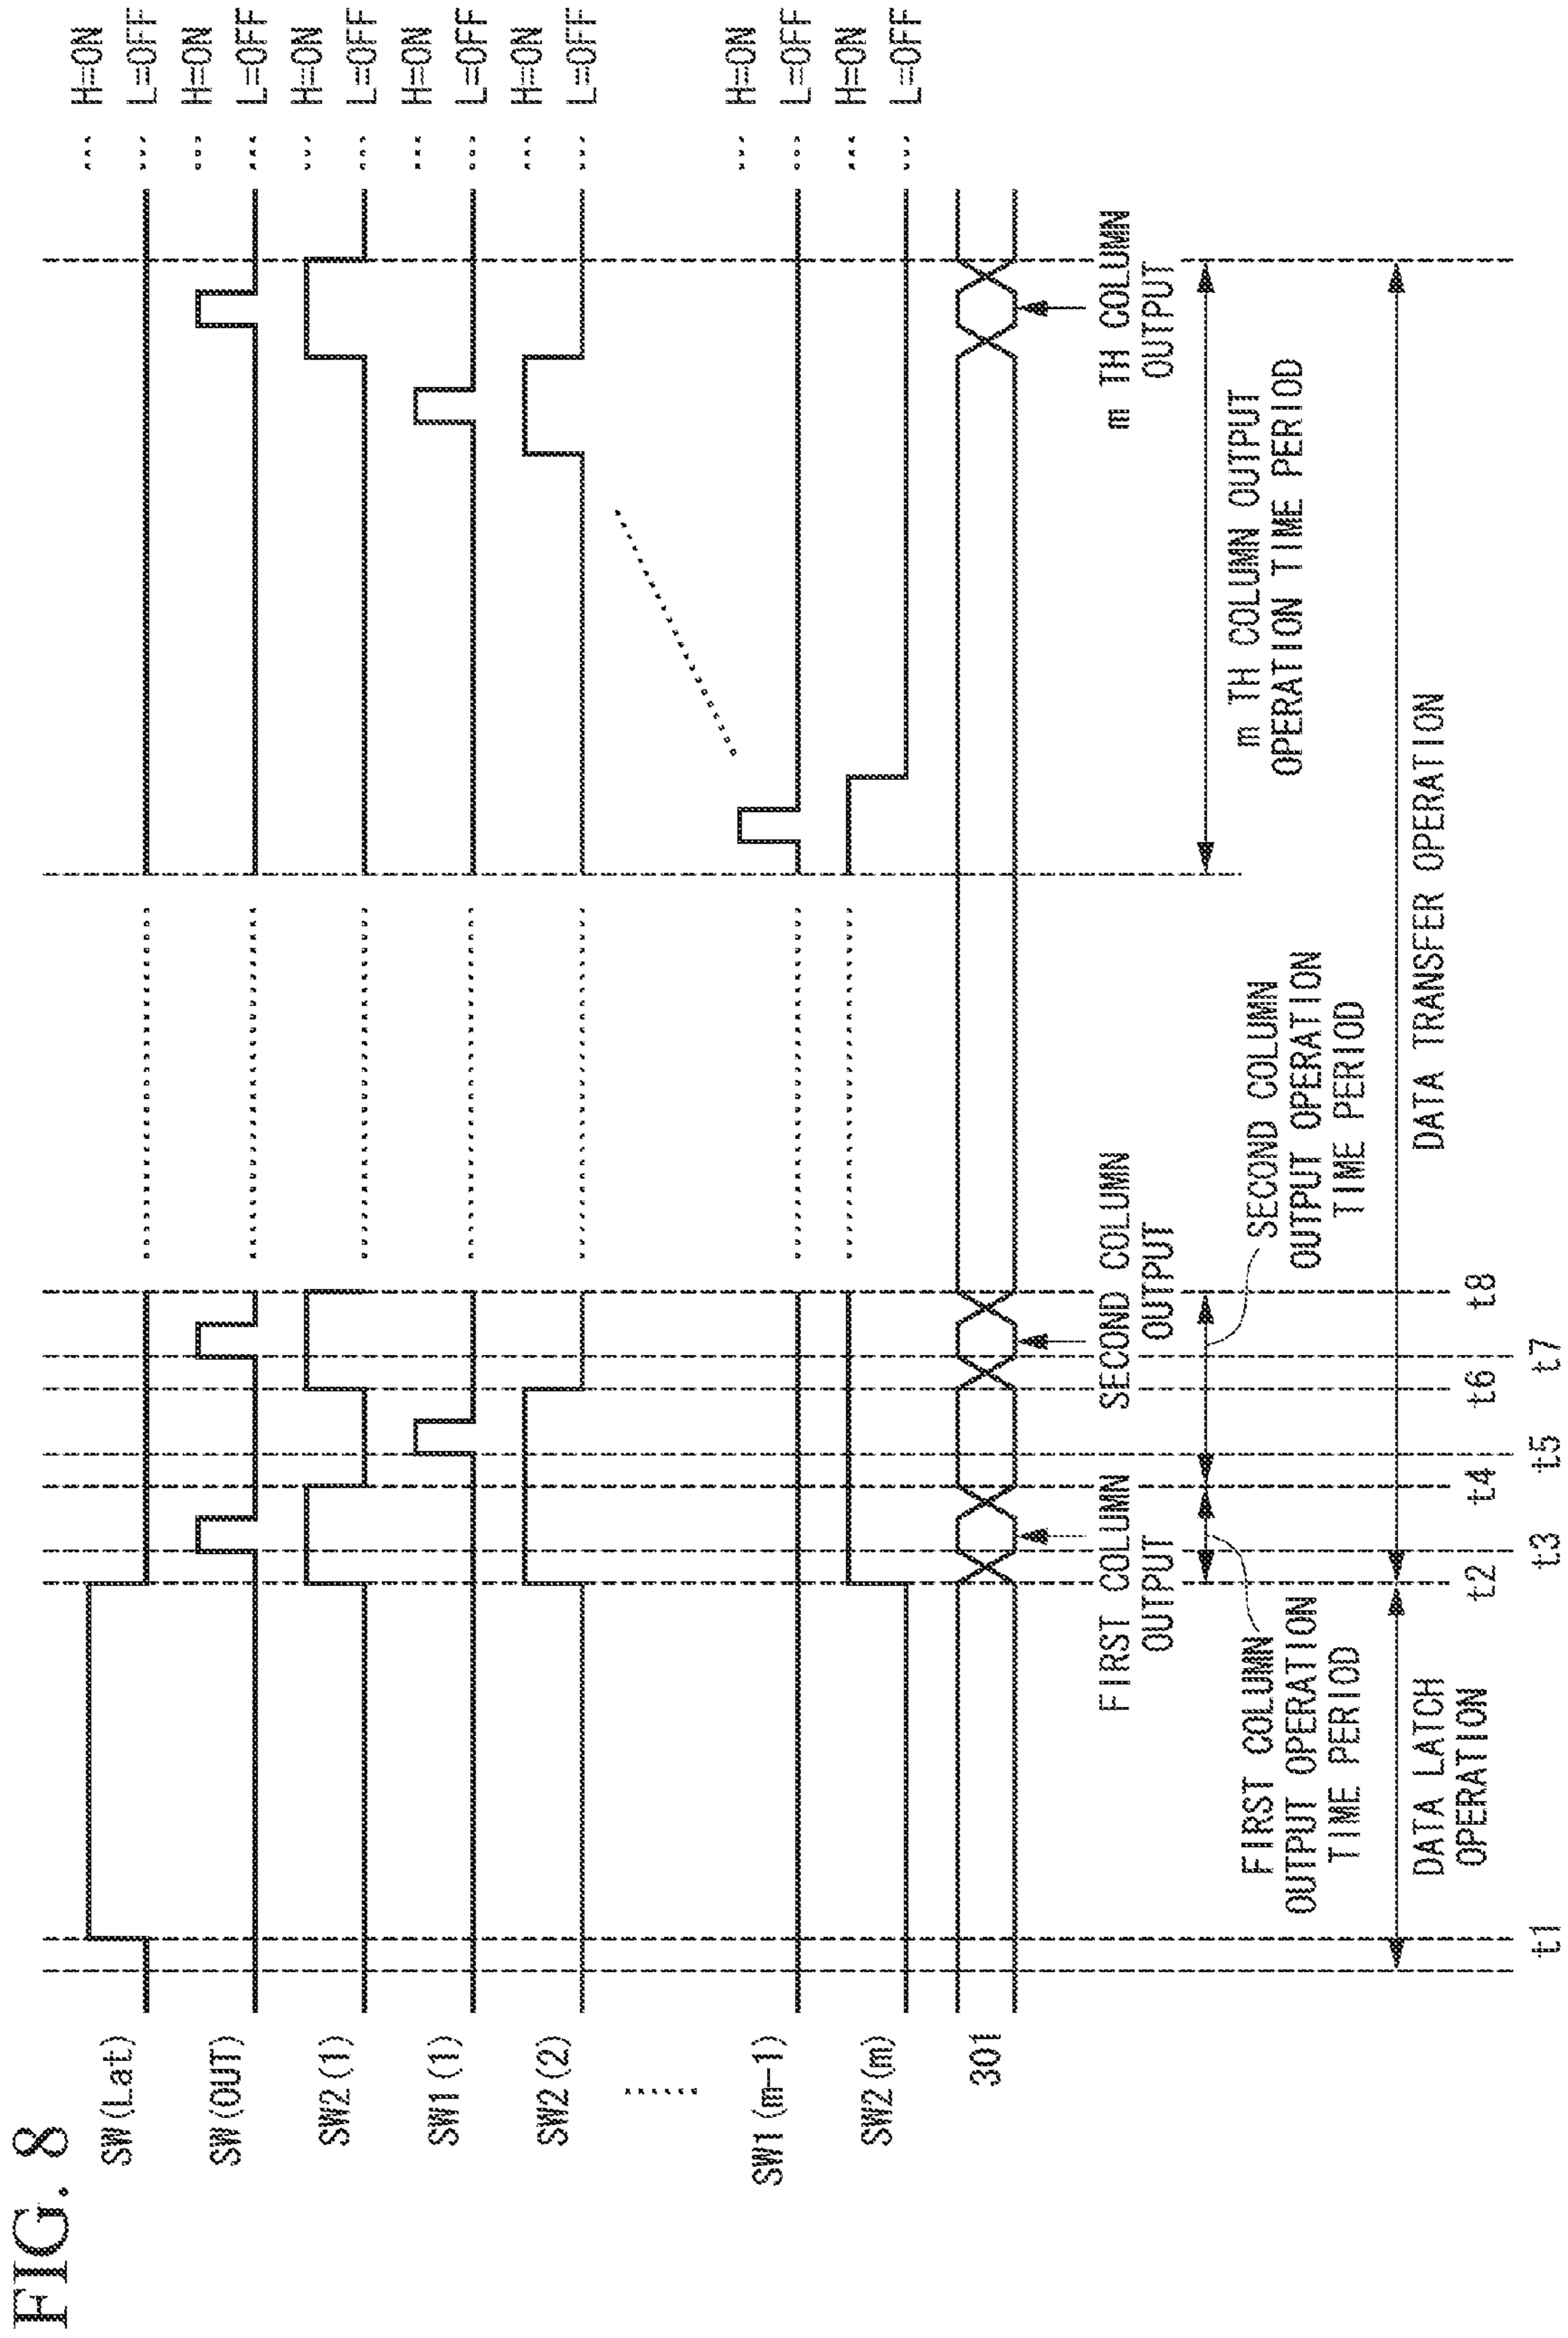 FIG. 8
SW(Lat)
H=ON
L=OFF
SW(OUT)
H=ON
L=OFF
SW2(1)
H=ON
L=OFF
SW1(1)
H=ON
L=OFF
SW2(2)
H=ON
L=OFF
SW1(m-1)
H=ON
L=OFF
SW2(m)
H=ON
L=OFF
301
FIRST COLUMN
OUTPUT
SECOND COLUMN
OUTPUT
m TH COLUMN
OUTPUT
FIRST COLUMN
OUTPUT OPERATION
TIME PERIOD
SECOND COLUMN
OUTPUT OPERATION
TIME PERIOD
m TH COLUMN OUTPUT
OPERATION TIME PERIOD
DATA LATCH
OPERATION
DATA TRANSFER OPERATION
t1
t2
t3
t4
t5
t6
t7
t8